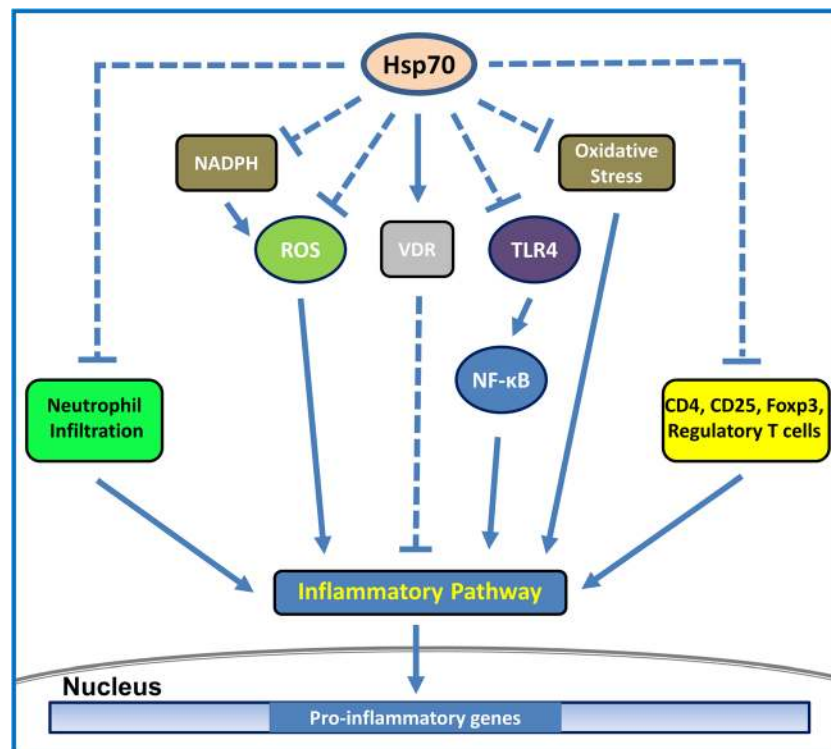 Hsp70
NADPH
Oxidative
Stress
ROS
VDR
TLR4
NF-κB
Neutrophil
Infiltration
CD4, CD25, Foxp3,
Regulatory T cells
Inflammatory Pathway
Nucleus
Pro-inflammatory genes